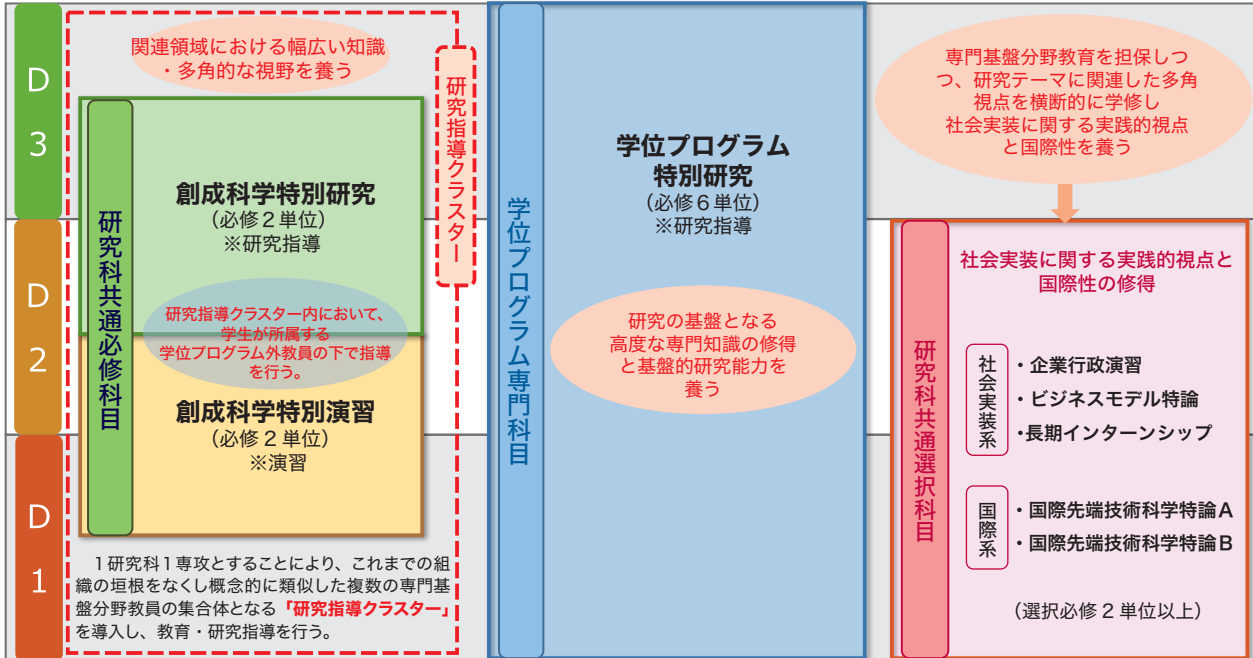 D
3
D
2
D
1
関連領域における幅広い知識
・多角的な視野を養う
研究指導クラスター
研究科共通必修科目
創成科学特別研究
(必修2単位)
※研究指導
研究指導クラスター内において、
学生が所属する
学位プログラム外教員の下で指導
を行う。
創成科学特別演習
(必修2単位)
※演習
1研究科1専攻とすることにより、これまでの組
織の垣根をなくし概念的に類似した複数の専門基
盤分野教員の集合体となる「研究指導クラスター」
を導入し、教育・研究指導を行う。
学位プログラム専門科目
学位プログラム
特別研究
(必修6単位)
※研究指導
研究の基盤となる
高度な専門知識の修得
と基盤的研究能力を
養う
専門基盤分野教育を担保しつ
つ、研究テーマに関連した多角
視点を横断的に学修し
社会実装に関する実践的視点
と国際性を養う
研究科共通選択科目
社会実装に関する実践的視点と
国際性の修得
社会実装系
・企業行政演習
・ビジネスモデル特論
・長期インターンシップ
国際系
・国際先端技術科学特論A
・国際先端技術科学特論B
(選択必修2単位以上)